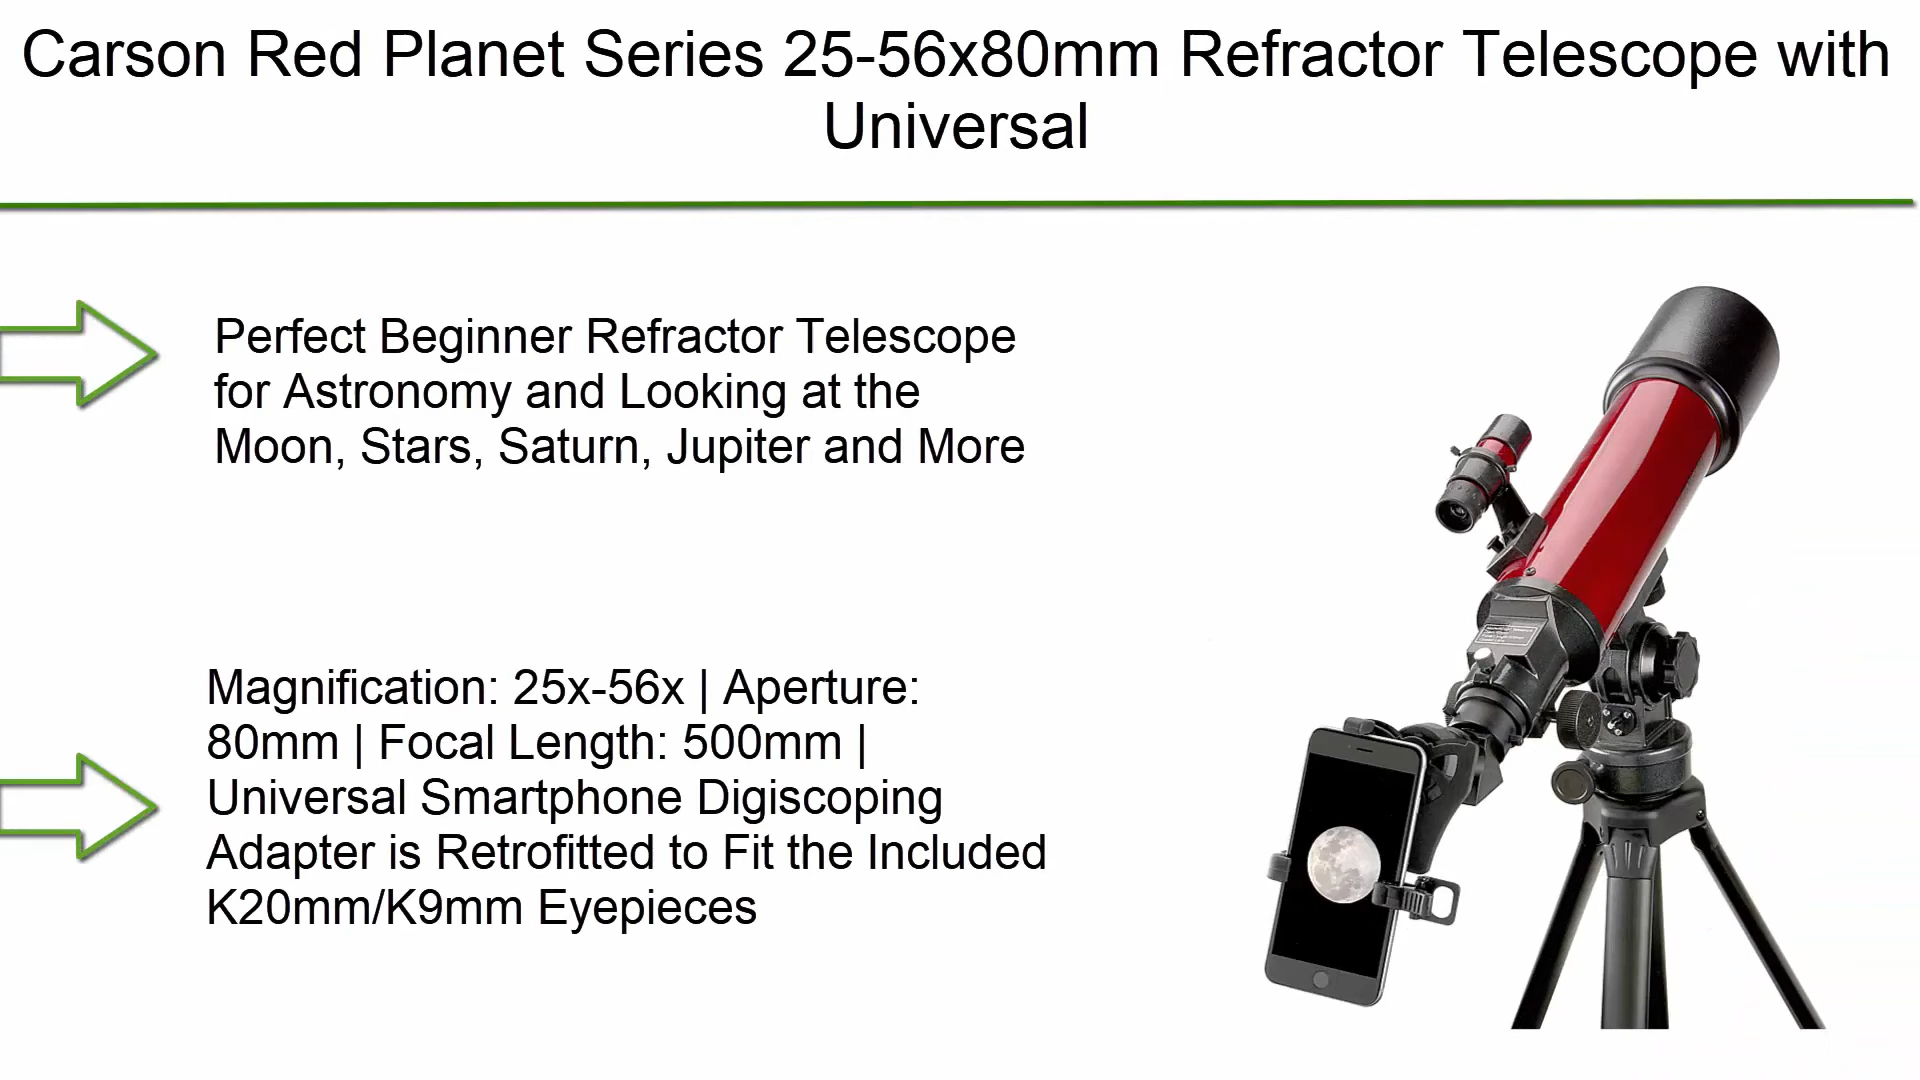 Carson Red Planet Series 25-56x80mm Refractor Telescope with
Universal
Perfect Beginner Refractor Telescope
for Astronomy and Looking at the
Moon, Stars, Saturn, Jupiter and More
Magnification: 25x-56x | Aperture:
80mm | Focal Length: 500mm |
Universal Smartphone Digiscoping
Adapter is Retrofitted to Fit the Included
K20mm/K9mm Eyepieces